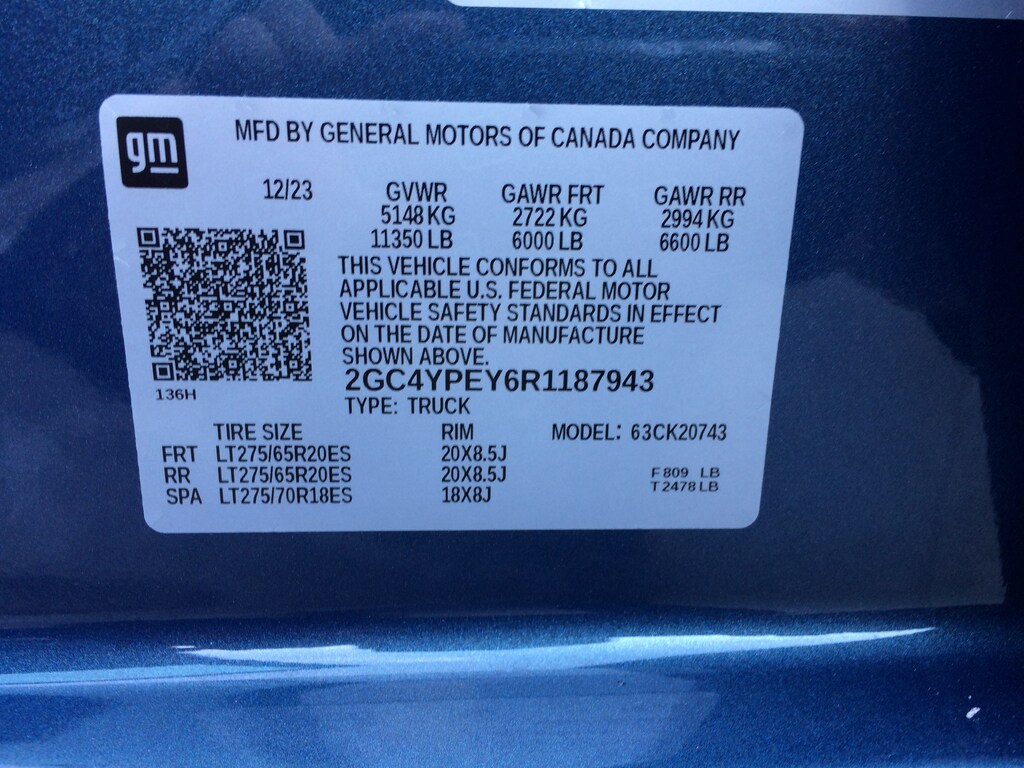 gm
MFD BY GENERAL MOTORS OF CANADA COMPANY
12/23 GVWR GAWR FRT GAWR RR
5148 KG 2722 KG 2994 KG
11350 LB 6000 LB 6600 LB
THIS VEHICLE CONFORMS TO ALL
APPLICABLE U.S. FEDERAL MOTOR
VEHICLE SAFETY STANDARDS IN EFFECT
ON THE DATE OF MANUFACTURE
SHOWN ABOVE.
2GC4YPEY6R1187943
136H
TYPE: TRUCK
TIRE SIZE RIM MODEL: 63CK20743
FRT LT275/65R20ES 20X8.5J
RR LT275/65R20ES 20X8.5J F 809 LB
SPA LT275/70R18ES 18X8J T 2478 LB